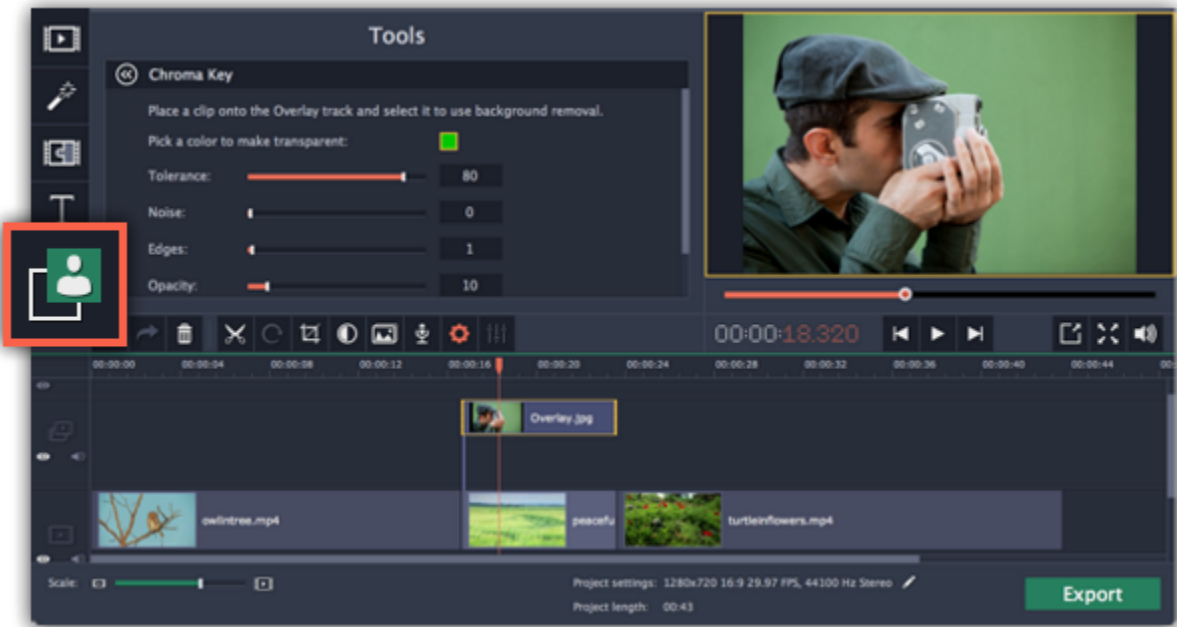 Tools
Chroma Key
Place a clip onto the Overlay track and select it to use background removal.
Pick a color to make transparent:
Tolerance: 80
Noise: 0
Edges: 1
Opacity: 10
T
00:00:18.320
00:00:00 00:00:04 00:00:08 00:00:12 00:00:16 00:00:20 00:00:24 00:00:28 00:00:32 00:00:36 00:00:40 00:00:44 00:
Overlay.jpg
owlintree.mp4 peacefu turtleinflowers.mp4
Scale: Project settings: 1280x720 16:9 29.97 FPS, 44100 Hz Stereo
Project length: 00:43
Export